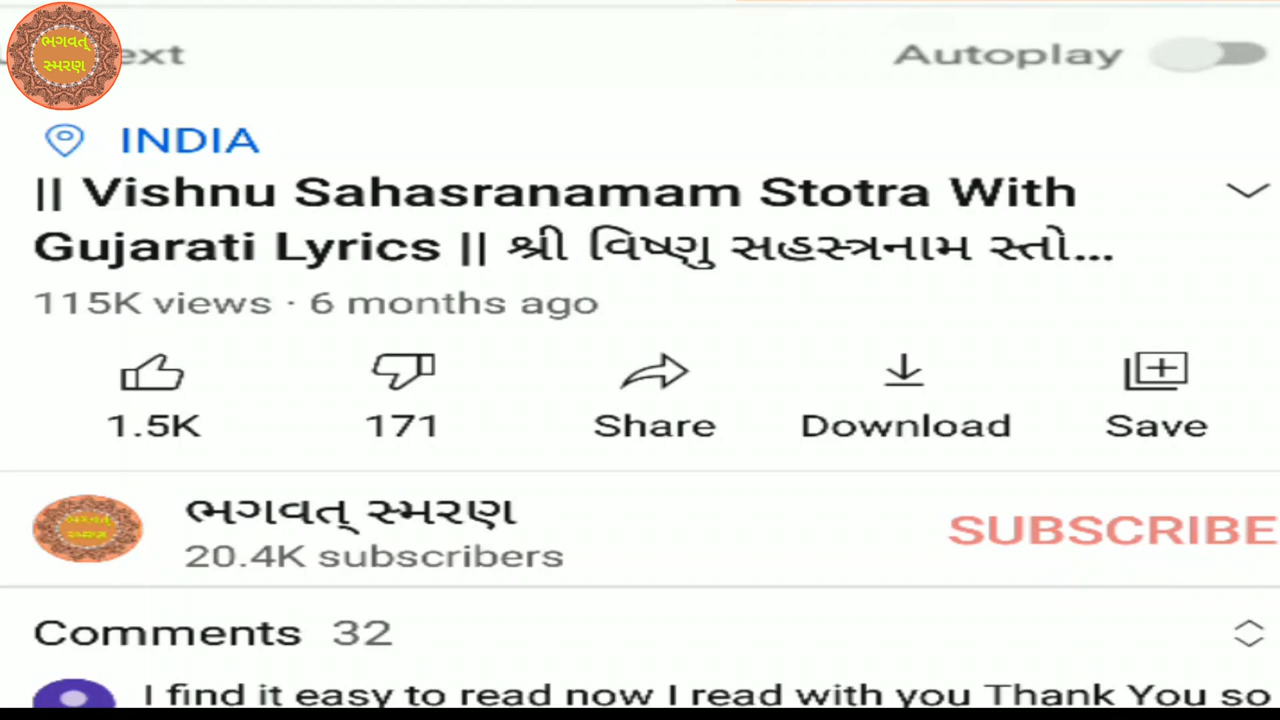 ભગવત્
સ્મરણ
ext
Autoplay
INDIA
|| Vishnu Sahasranamam Stotra With
Gujarati Lyrics || શ્રી વિષ્ણુ સહસ્ત્રનામ સ્તો...
115K views · 6 months ago
1.5K
171
Share
Download
Save
ભગવત્ સ્મરણ
ભગવત્
સ્મરણ
20.4K subscribers
SUBSCRIBE
Comments 32
I find it easy to read now I read with you Thank You so